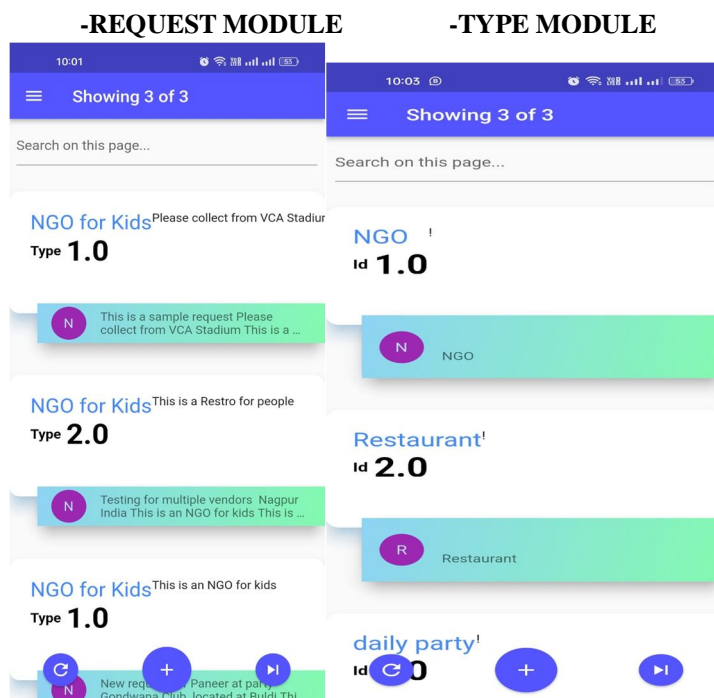 -REQUEST MODULE
10:01
53
Showing 3 of 3
Search on this page...
NGO for Kids Please collect from VCA Stadiur
Type 1.0
N
This is a sample request Please
collect from VCA Stadium This is a ...
NGO for Kids This is a Restro for people
Type 2.0
N
Testing for multiple vendors Nagpur
India This is an NGO for kids This is ...
NGO for Kids This is an NGO for kids
Type 1.0
N
New Paneer at party
Gondwana Club, located at Buldi Thi
-TYPE MODULE
10:03
53
Showing 3 of 3
Search on this page...
NGO !
Id 1.0
N
NGO
Restaurant!
Id 2.0
R
Restaurant
daily party!
Id